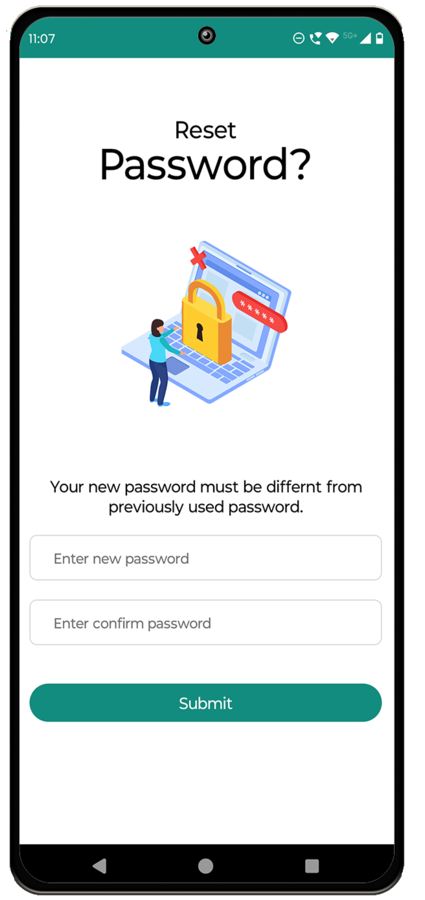 11:07
5G+
Reset
Password?
*****
Your new password must be differnt from
previously used password.
Enter new password
Enter confirm password
Submit